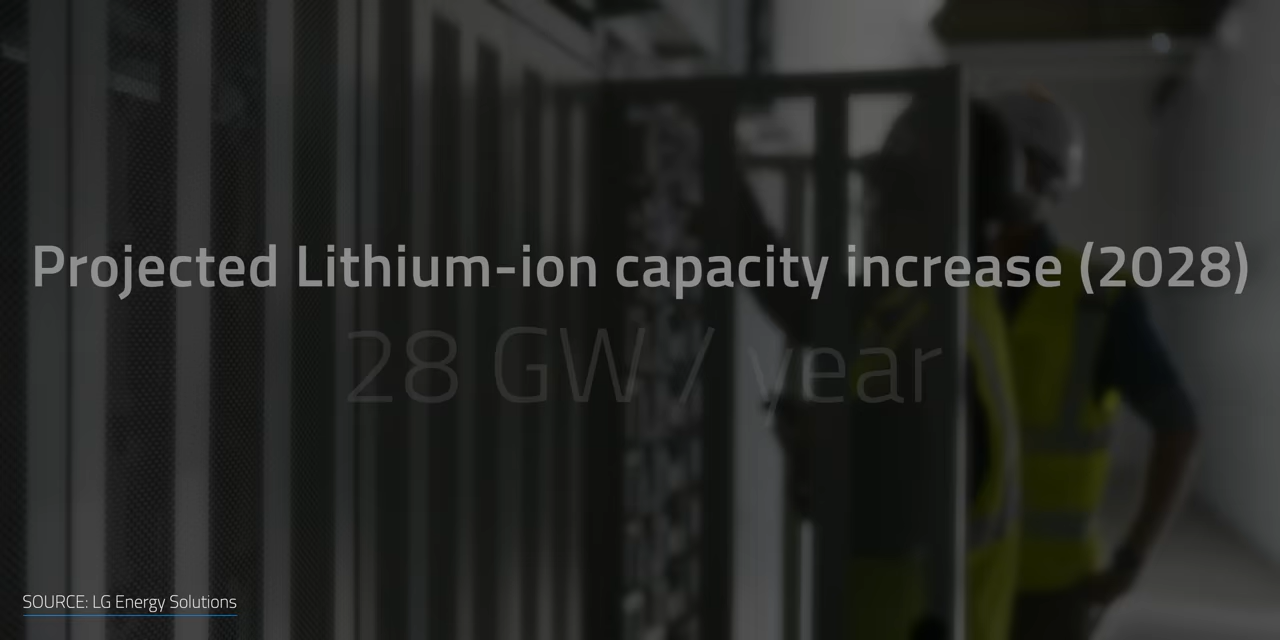 Projected Lithium-ion capacity increase (2028)
28 GW / year
SOURCE: LG Energy Solutions